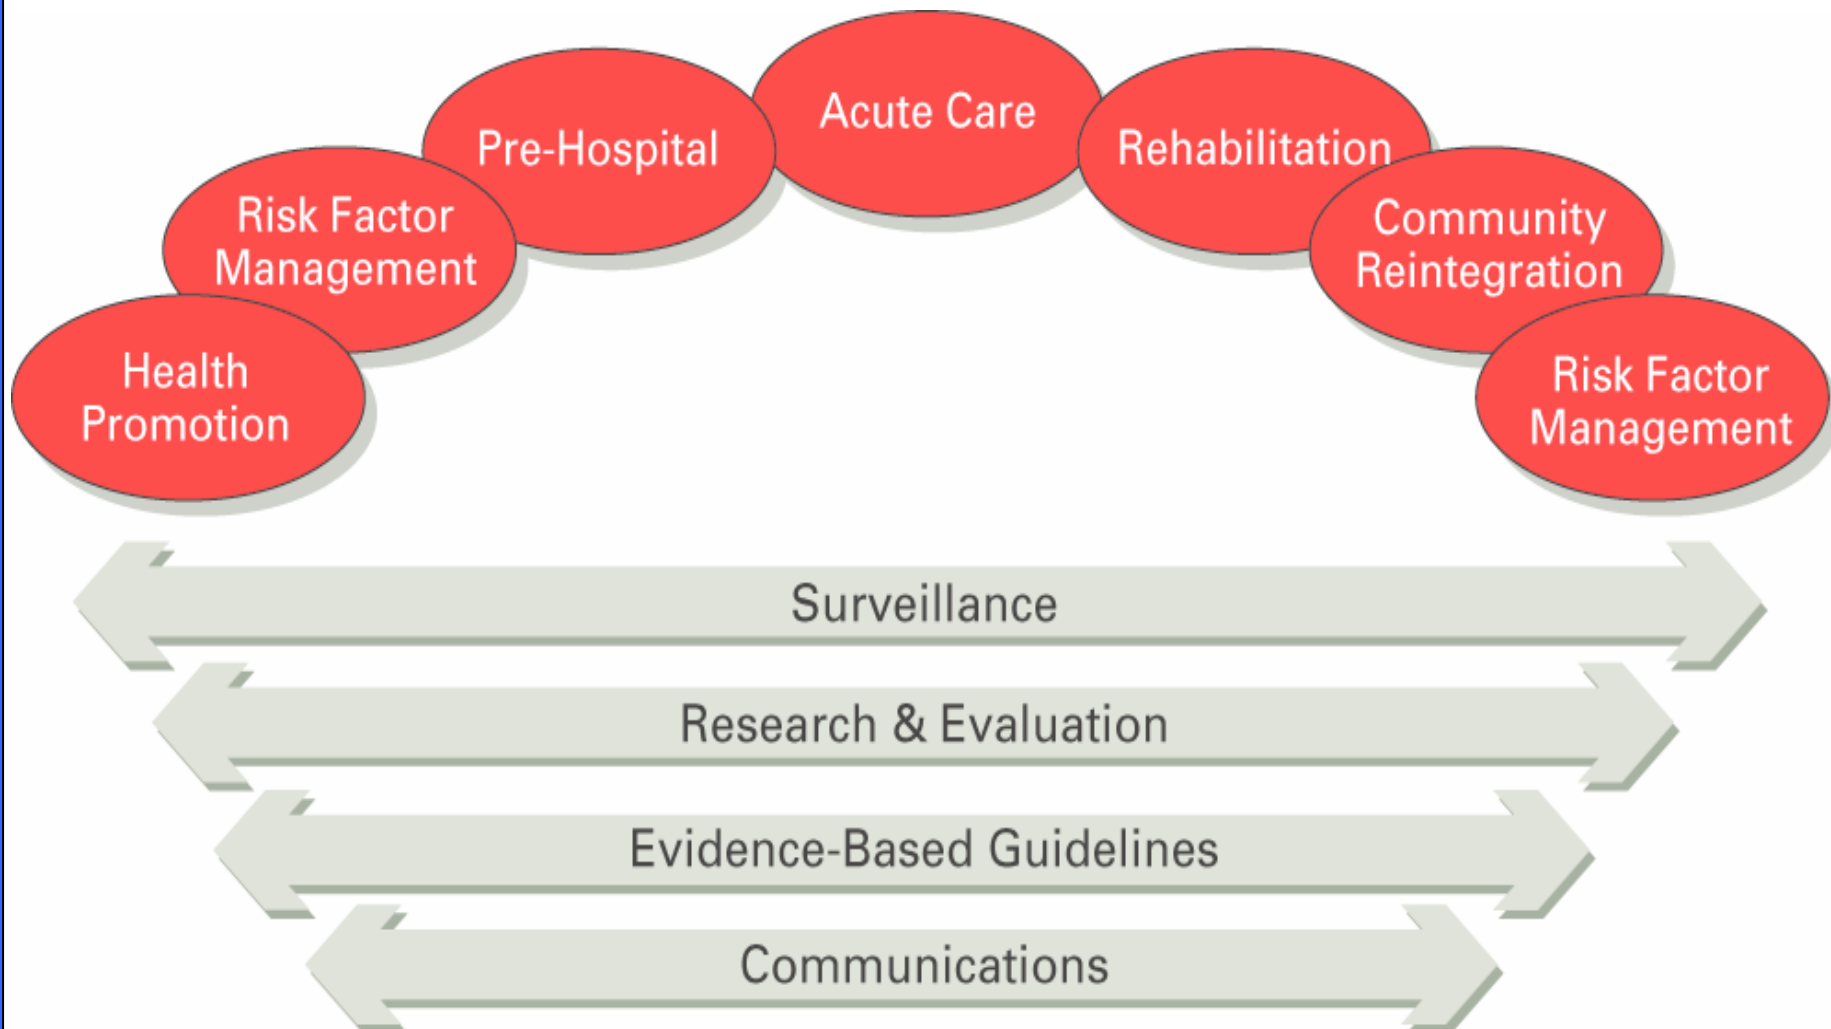 Health
Promotion
Risk Factor
Management
Pre-Hospital
Acute Care
Rehabilitation
Community
Reintegration
Risk Factor
Management
Surveillance
Research & Evaluation
Evidence-Based Guidelines
Communications